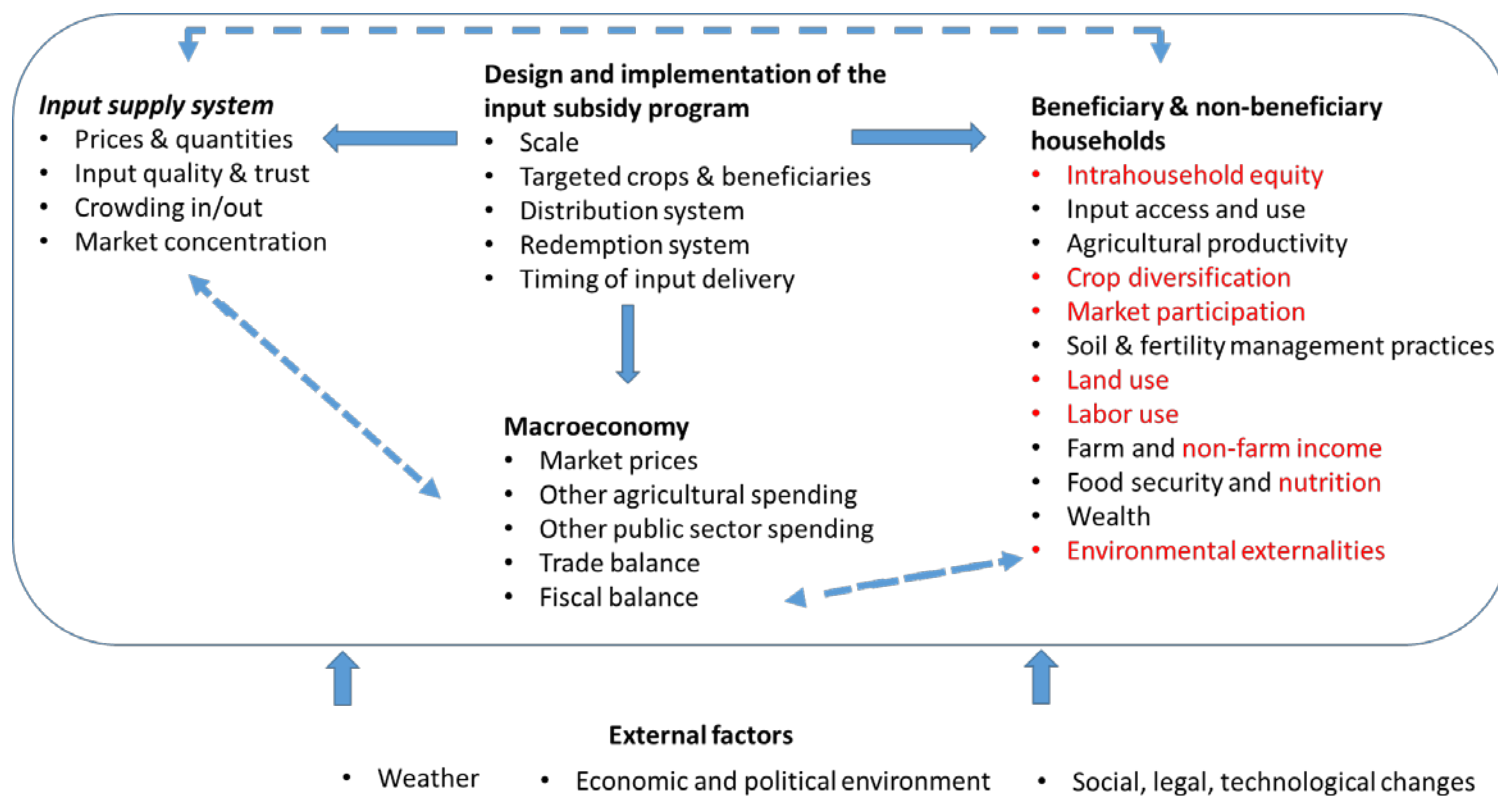 Input supply system
• Prices & quantities
• Input quality & trust
• Crowding in/out
• Market concentration
Design and implementation of the
input subsidy program
• Scale
• Targeted crops & beneficiaries
• Distribution system
• Redemption system
• Timing of input delivery
Beneficiary & non-beneficiary
households
• Intrahousehold equity
• Input access and use
• Agricultural productivity
• Crop diversification
• Market participation
• Soil & fertility management practices
• Land use
• Labor use
• Farm and non-farm income
• Food security and nutrition
• Wealth
• Environmental externalities
Macroeconomy
• Market prices
• Other agricultural spending
• Other public sector spending
• Trade balance
• Fiscal balance
External factors
• Weather
• Economic and political environment
• Social, legal, technological changes